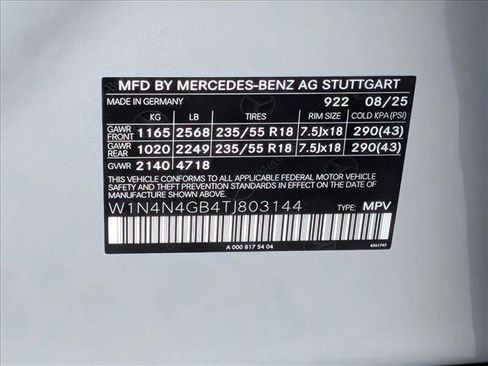 MFD BY MERCEDES-BENZ AG STUTTGART
MADE IN GERMANY 922 08/25
KG LB TIRES RIM SIZE COLD KPA (PSI)
GAWR FRONT 1165 2568 235/55 R18 7.5Jx18 290(43)
GAWR REAR 1020 2249 235/55 R18 7.5Jx18 290(43)
GVWR 2140 4718
THIS VEHICLE CONFORMS TO ALL APPLICABLE FEDERAL MOTOR VEHICLE
SAFETY AND THEFT PREVENTION STANDARDS IN EFFECT ON THE DATE
OF MANUFACTURE SHOWN ABOVE.
W1N4N4GB4TJ803144 TYPE: MPV
A 000 817 54 04